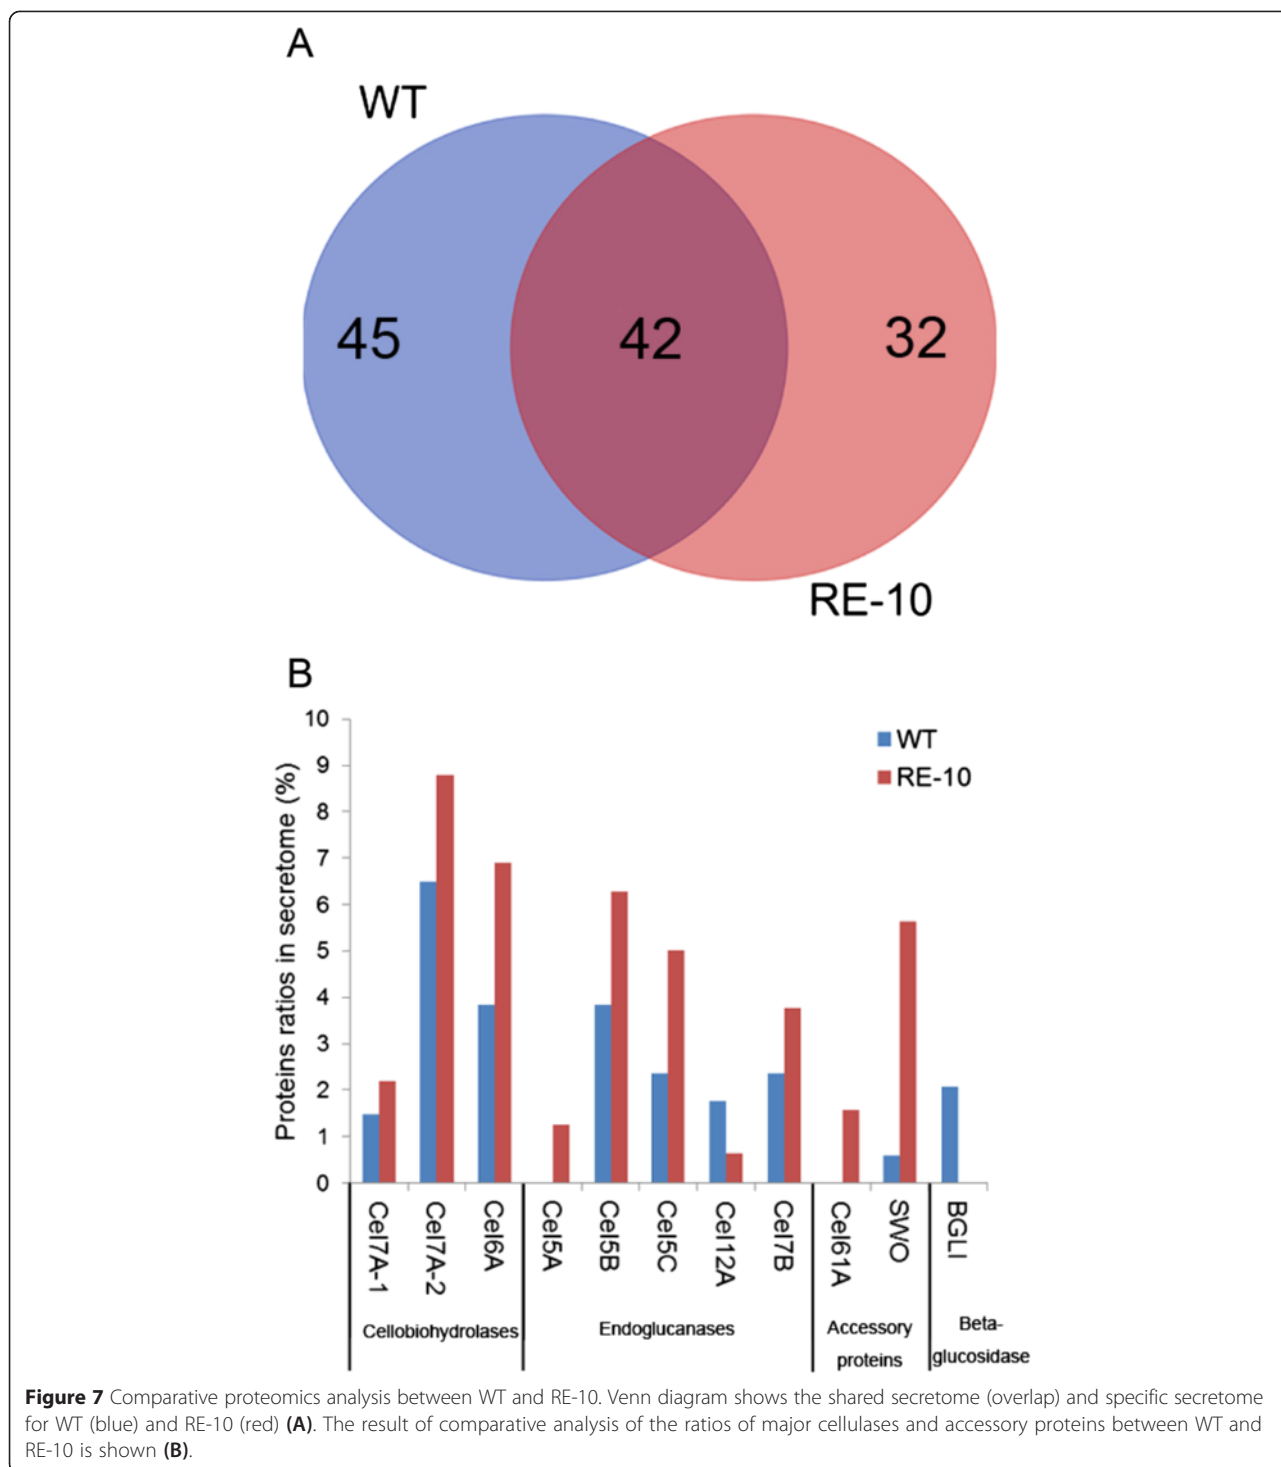 A
WT
45
42
32
RE-10
B
Proteins ratios in secretome (%)
10
9
8
7
6
5
4
3
2
1
0
WT
RE-10
Cel7A-1
Cel7A-2
Cel6A
Cel5A
Cel5B
Cel5C
Cel12A
Cel7B
Cel61A
SWO
BGLI
Cellobiohydrolases
Endoglucanases
Accessory
proteins
Beta-
glucosidase
Figure 7 Comparative proteomics analysis between WT and RE-10. Venn diagram shows the shared secretome (overlap) and specific secretome
for WT (blue) and RE-10 (red) (A). The result of comparative analysis of the ratios of major cellulases and accessory proteins between WT and
RE-10 is shown (B).